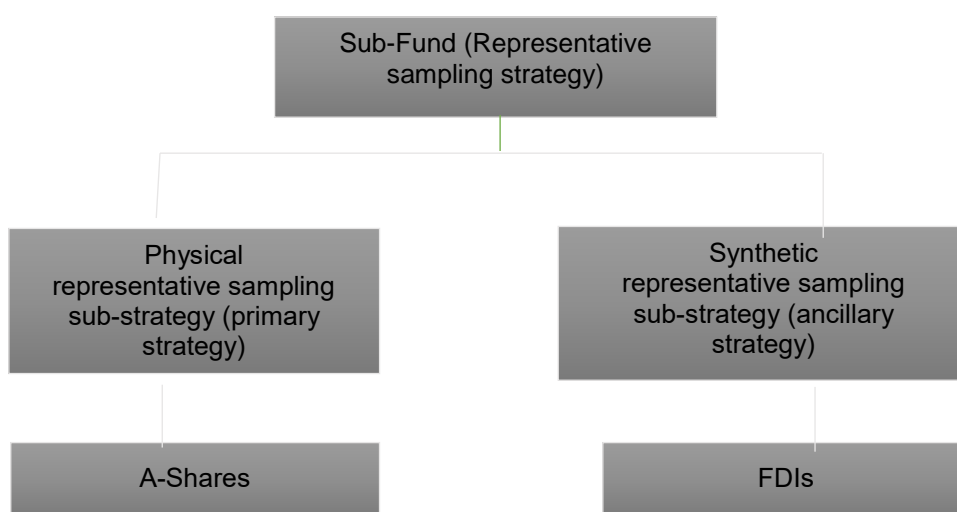 Sub-Fund (Representative
sampling strategy)
Physical
representative sampling
sub-strategy (primary
strategy)
Synthetic
representative sampling
sub-strategy (ancillary
strategy)
A-Shares
FDIs